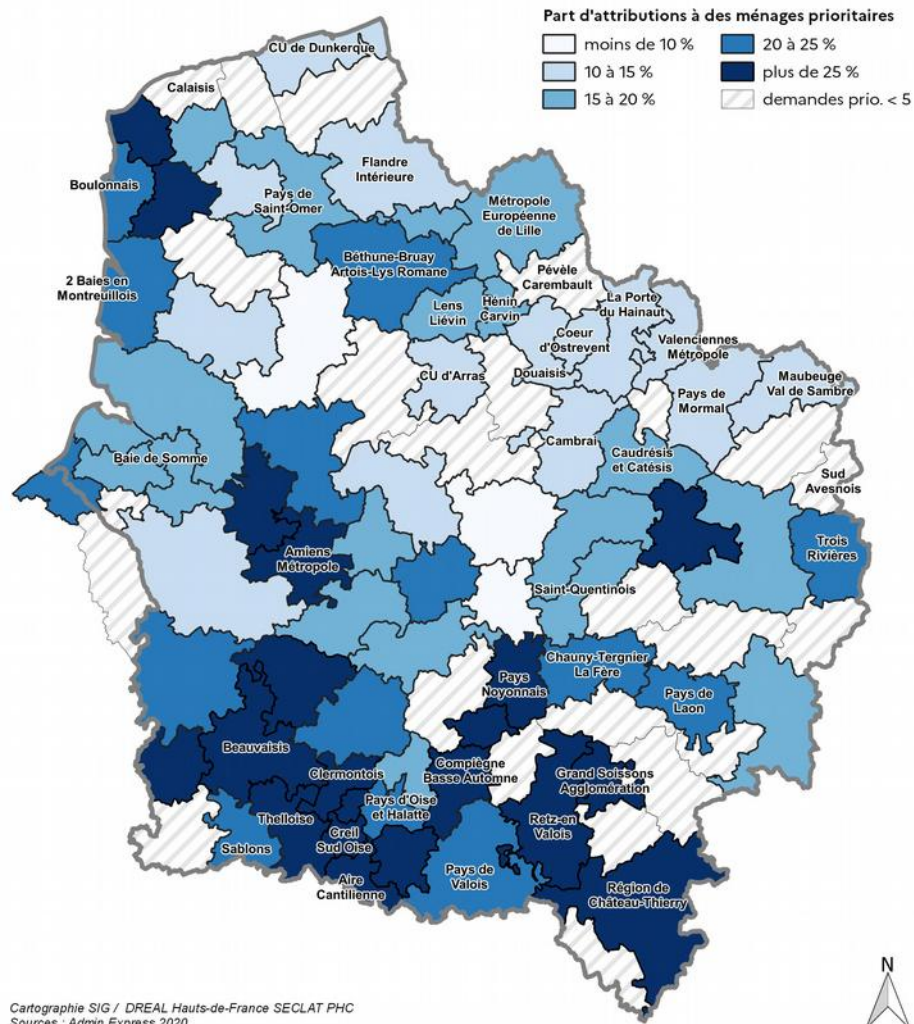 Part d'attributions à des ménages prioritaires
moins de 10 %
20 à 25 %
10 à 15 %
plus de 25 %
15 à 20 %
demandes prio. < 5
CU de Dunkerque
Calaisis
Flandre
Intérieure
Boulonnais
Pays de
Saint-Omer
Métropole
Européenne
de Lille
Béthune-Bruay
Artois-Lys Romane
Pévèle
Carembault
2 Baies en
Montreuillois
Lens
Liévin
Hénin
Carvin
La Porte
du Hainaut
Coeur
d'Ostrevent
Valenciennes
Métropole
CU d'Arras
Douaisis
Pays de
Mormal
Maubeuge
Val de Sambre
Cambrai
Caudrésis
et Catésis
Baie de Somme
Sud
Avesnois
Trois
Rivières
Amiens
Métropole
Saint-Quentinois
Chauny-Tergnier
La Fère
Pays
Noyonnais
Pays de
Laon
Beauvaisis
Clermontois
Compiègne
Basse Automne
Grand Soissons
Agglomération
Pays d'Oise
et Halatte
Thelloise
Creil
Sud Oise
Retz-en
Valois
Sablons
Aire
Cantilienne
Pays de
Valois
Région de
Château-Thierry
N
Cartographie SIG / DREAL Hauts-de-France SECLAT PHC
Sources : Admin Express 2020